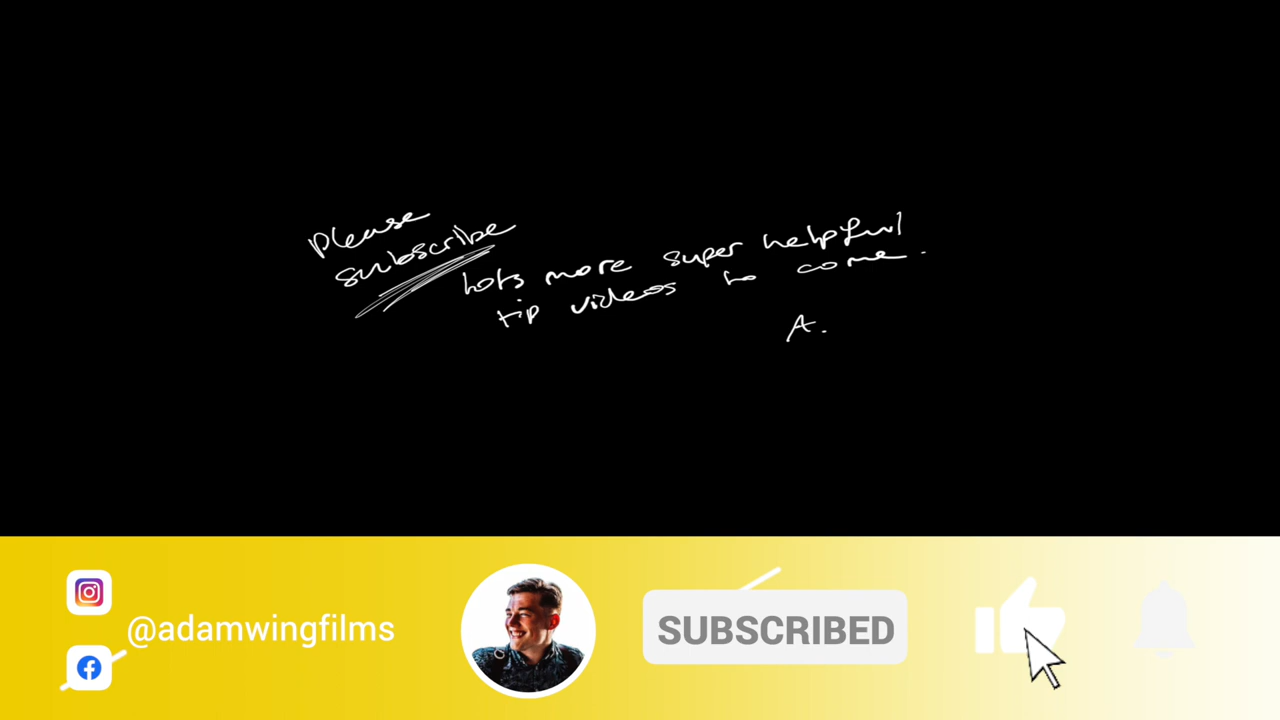 please
subscribe
lots more super helpful
tip videos to come.
A.
@adamwingfilms
SUBSCRIBED